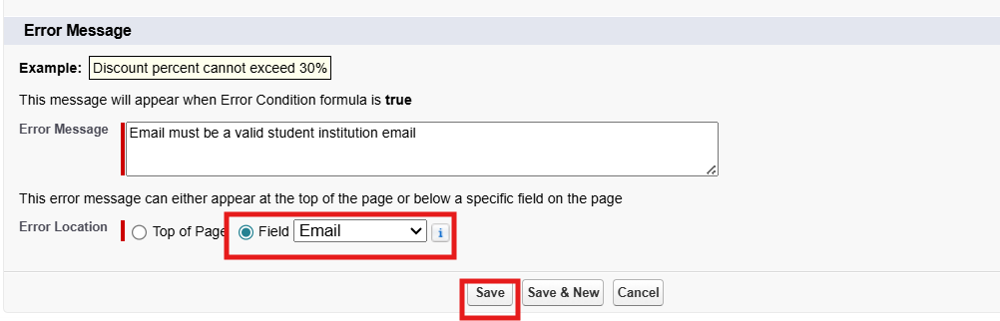 Error Message
Example: Discount percent cannot exceed 30%
This message will appear when Error Condition formula is true
Error Message Email must be a valid student institution email
This error message can either appear at the top of the page or below a specific field on the page
Error Location Top of Page Field Email i
Save Save & New Cancel